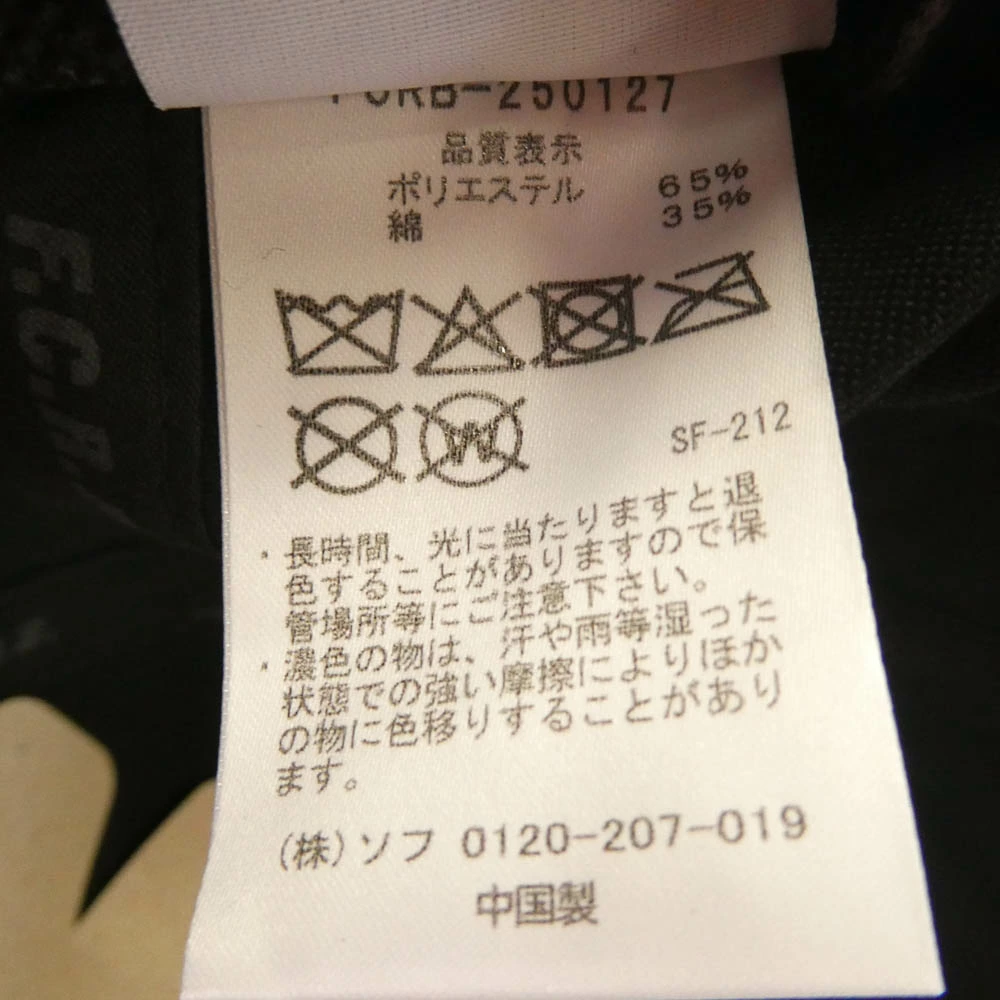 FCRB-250127
品質表示
ポリエステル 65%
綿 35%
W
SF-212
・長時間、光に当たりますと退
色することがありますので保
管場所等にご注意下さい。
・濃色の物は、汗や雨等湿った
状態での強い摩擦によりほか
の物に色移りすることがあり
ます。
(株)ソフ 0120-207-019
中国製
F.C.R.